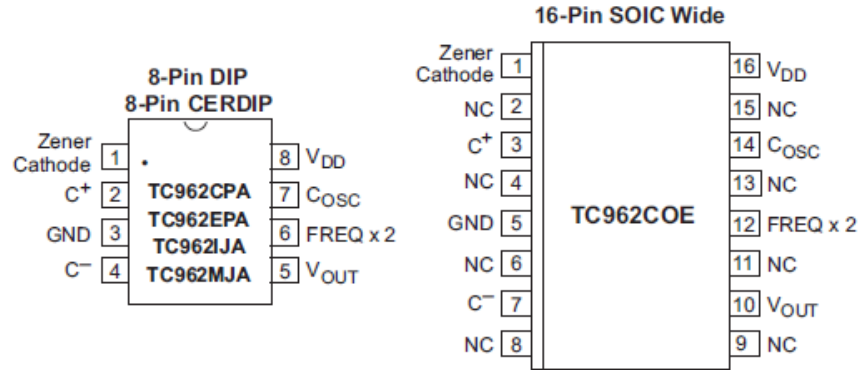 16-Pin SOIC Wide
8-Pin DIP
8-Pin CERDIP
Zener
Cathode 1
C+ 2
GND 3
C– 4
TC962CPA
TC962EPA
TC962IJA
TC962MJA
8 VDD
7 COSC
6 FREQ x 2
5 VOUT
Zener
Cathode 1
NC 2
C+ 3
NC 4
GND 5
NC 6
C– 7
NC 8
TC962COE
16 VDD
15 NC
14 COSC
13 NC
12 FREQ x 2
11 NC
10 VOUT
9 NC